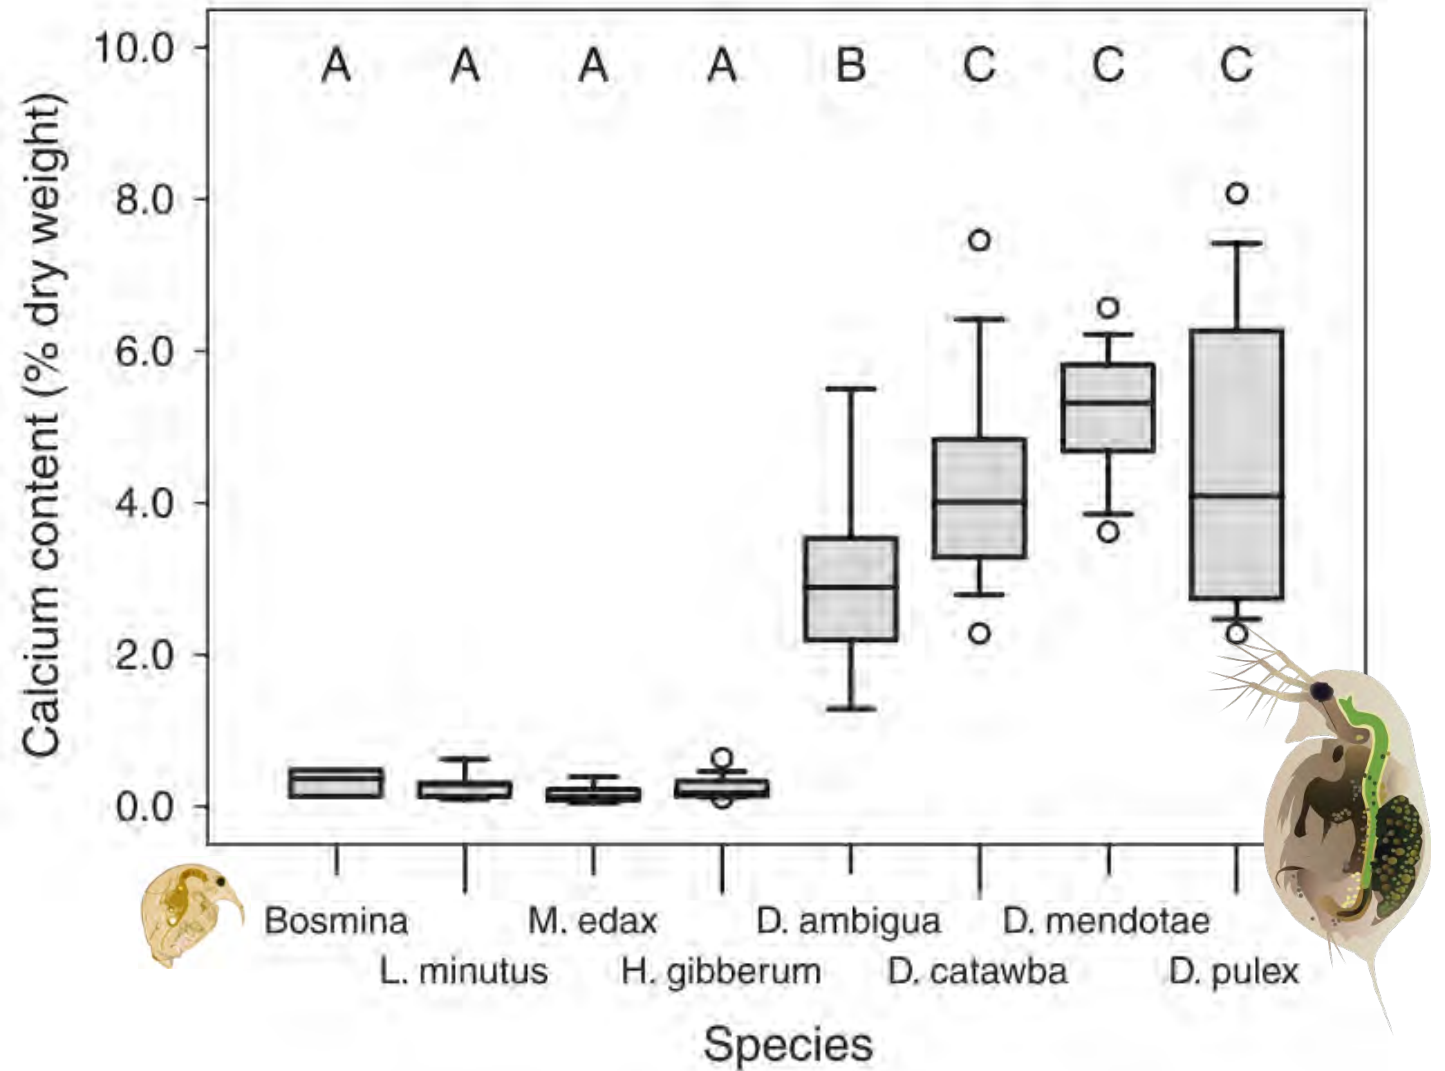 Calcium content (% dry weight)
10.0
8.0
6.0
4.0
2.0
0.0
A A A A B C C C
Bosmina M. edax D. ambigua D. mendotae
L. minutus H. gibberum D. catawba D. pulex
Species